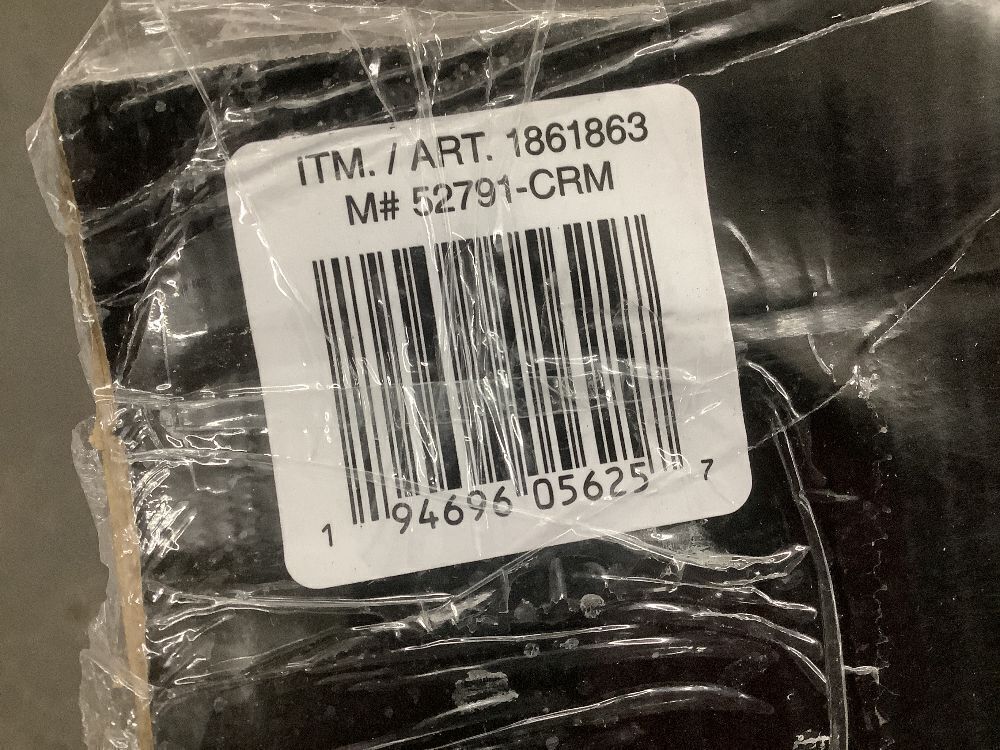 ITM. / ART. 1861863
M# 52791-CRM
1 94696 05625 7